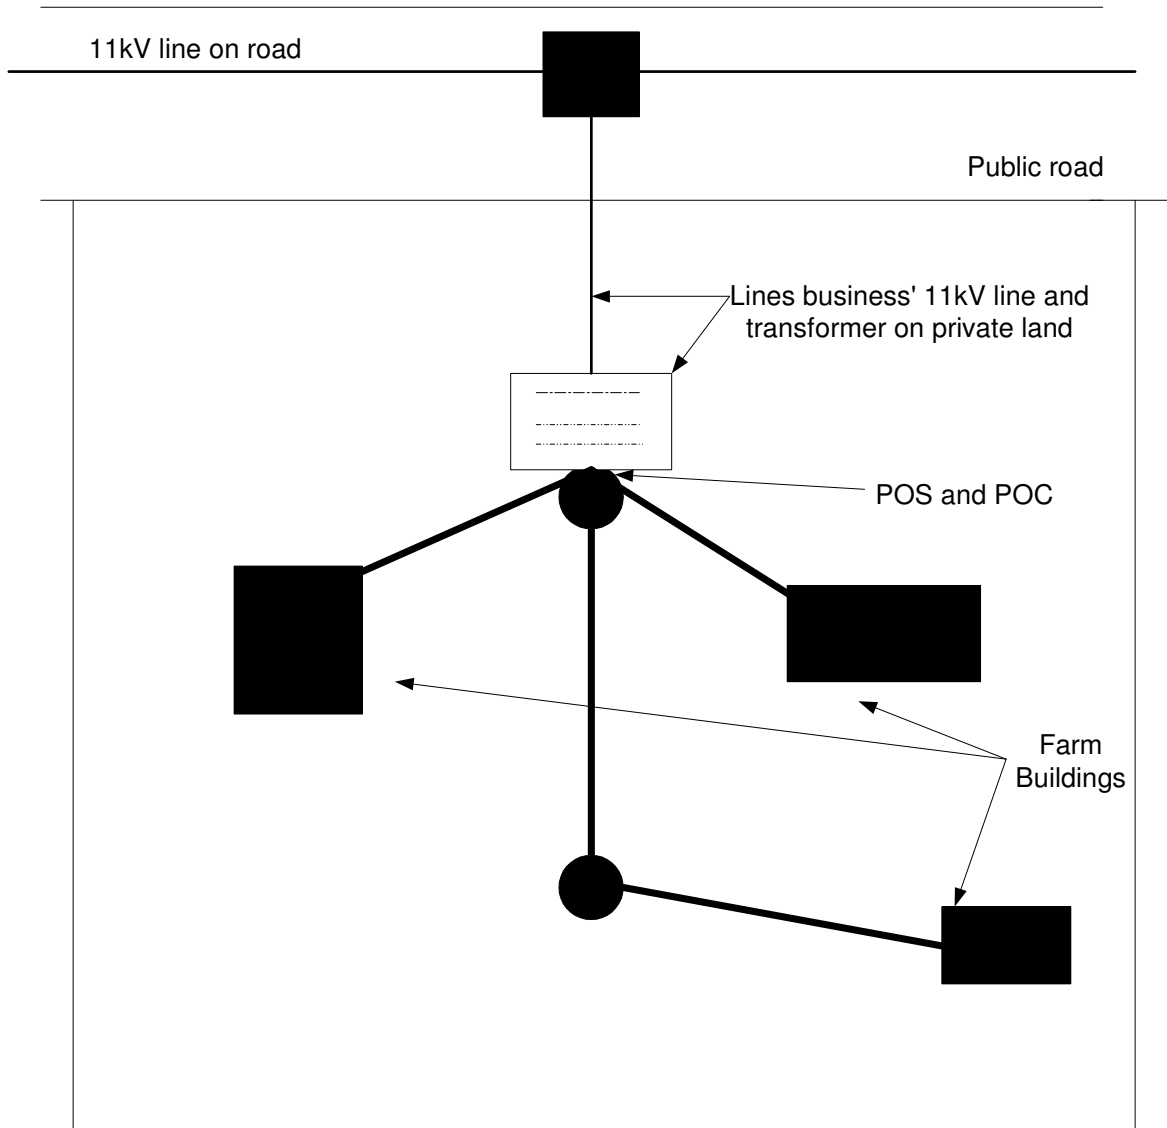 11kV line on road
Public road
Lines business' 11kV line and
transformer on private land
POS and POC
Farm
Buildings